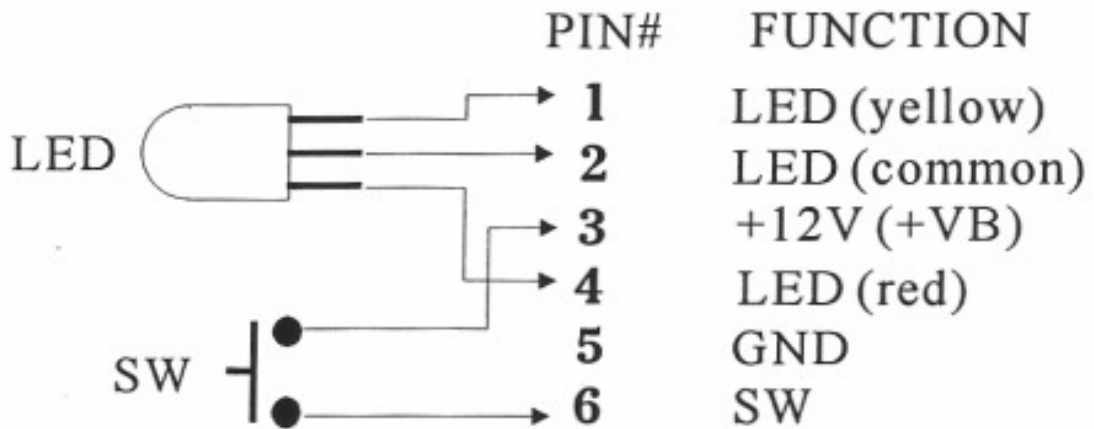 PIN# FUNCTION
1 LED (yellow)
LED
2 LED (common)
3 +12V (+VB)
4 LED (red)
5 GND
SW
6 SW